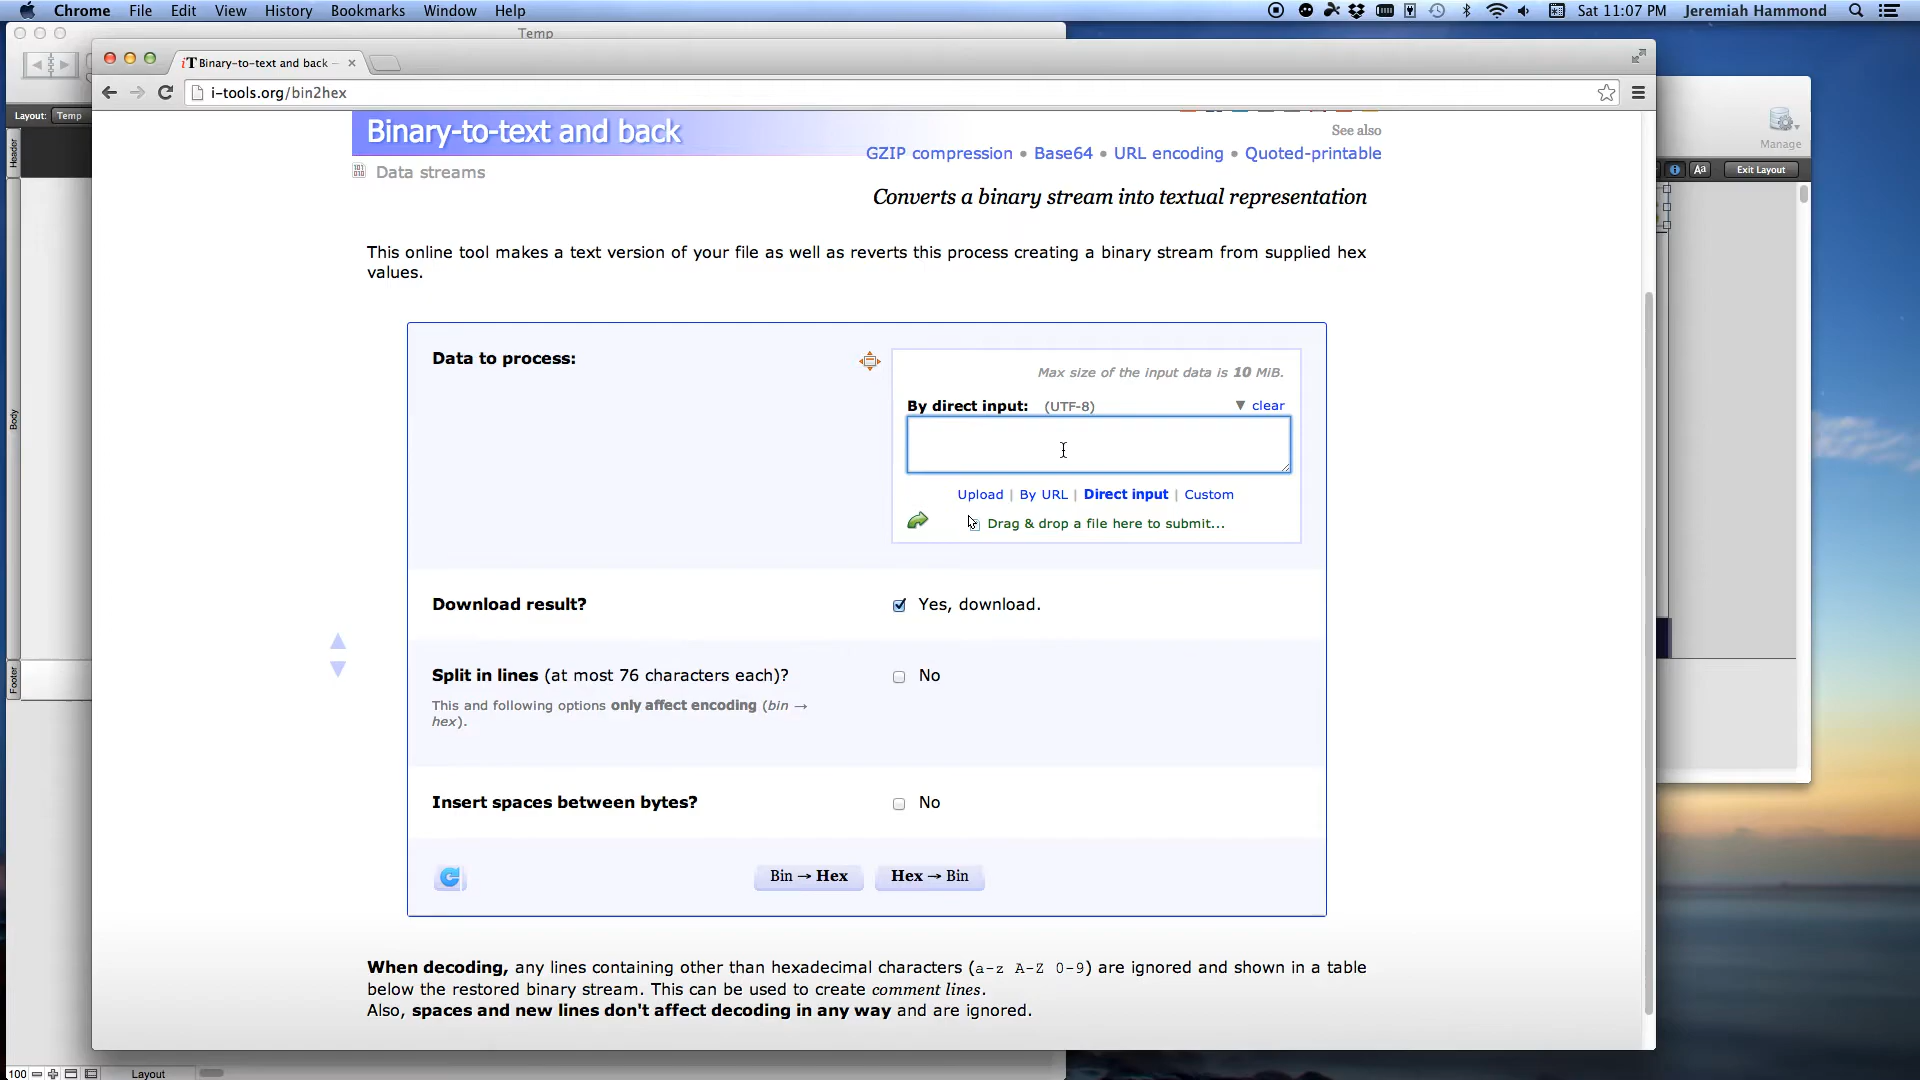 Chrome File Edit View History Bookmarks Window Help
Sat 11:07 PM Jeremiah Hammond
Temp
iT Binary-to-text and back –
i-tools.org/bin2hex
Layout: Temp
Header
Body
Footer
Manage
Aa Exit Layout
Binary-to-text and back
See also
GZIP compression • Base64 • URL encoding • Quoted-printable
Data streams
Converts a binary stream into textual representation
This online tool makes a text version of your file as well as reverts this process creating a binary stream from supplied hex
values.
Data to process:
Max size of the input data is 10 MiB.
By direct input: (UTF-8) ▼ clear
Upload | By URL | Direct input | Custom
Drag & drop a file here to submit...
Download result? Yes, download.
Split in lines (at most 76 characters each)? No
This and following options only affect encoding (bin →
hex).
Insert spaces between bytes? No
Bin → Hex Hex → Bin
When decoding, any lines containing other than hexadecimal characters (a-z A-Z 0-9) are ignored and shown in a table
below the restored binary stream. This can be used to create comment lines.
Also, spaces and new lines don't affect decoding in any way and are ignored.
100 Layout